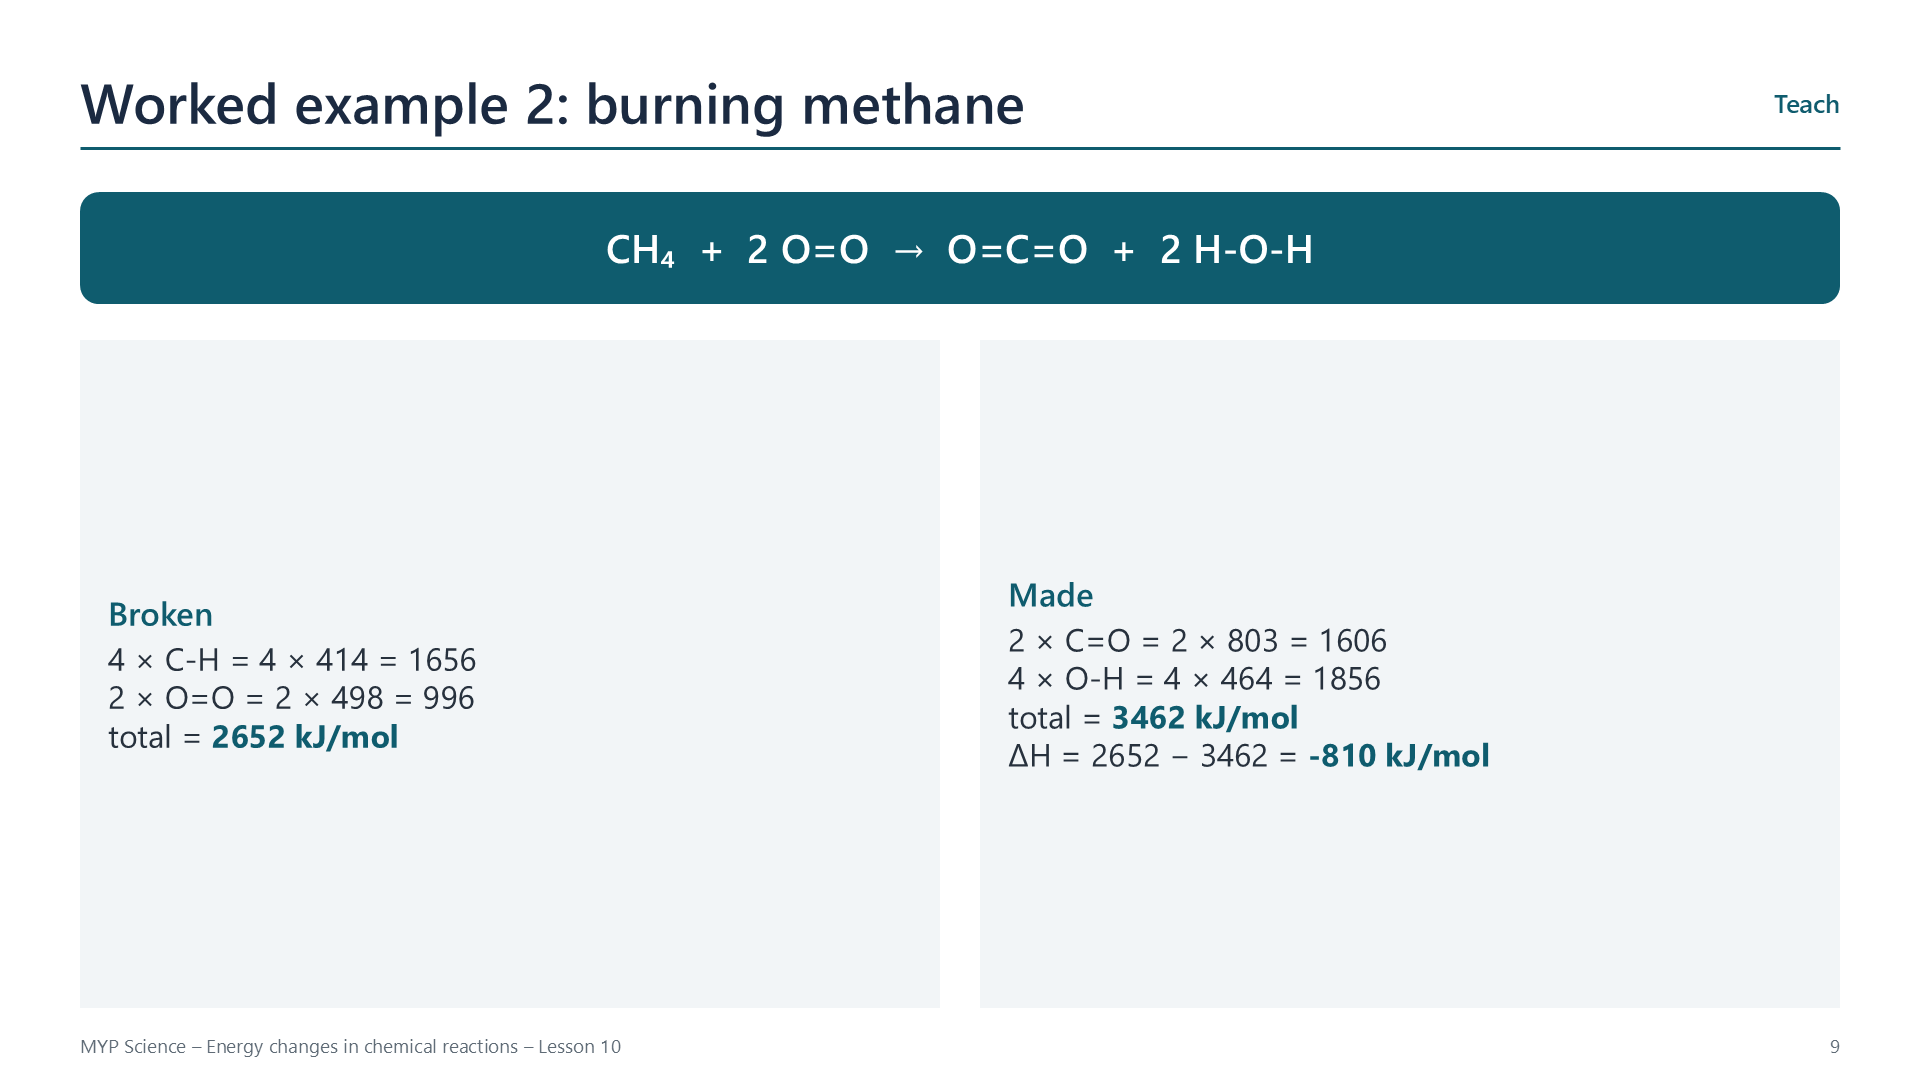 Worked example 2: burning methane
Teach
CH₄ + 2 O=O → O=C=O + 2 H-O-H
Broken
4 × C-H = 4 × 414 = 1656
2 × O=O = 2 × 498 = 996
total = 2652 kJ/mol
Made
2 × C=O = 2 × 803 = 1606
4 × O-H = 4 × 464 = 1856
total = 3462 kJ/mol
ΔH = 2652 − 3462 = -810 kJ/mol
MYP Science – Energy changes in chemical reactions – Lesson 10
9